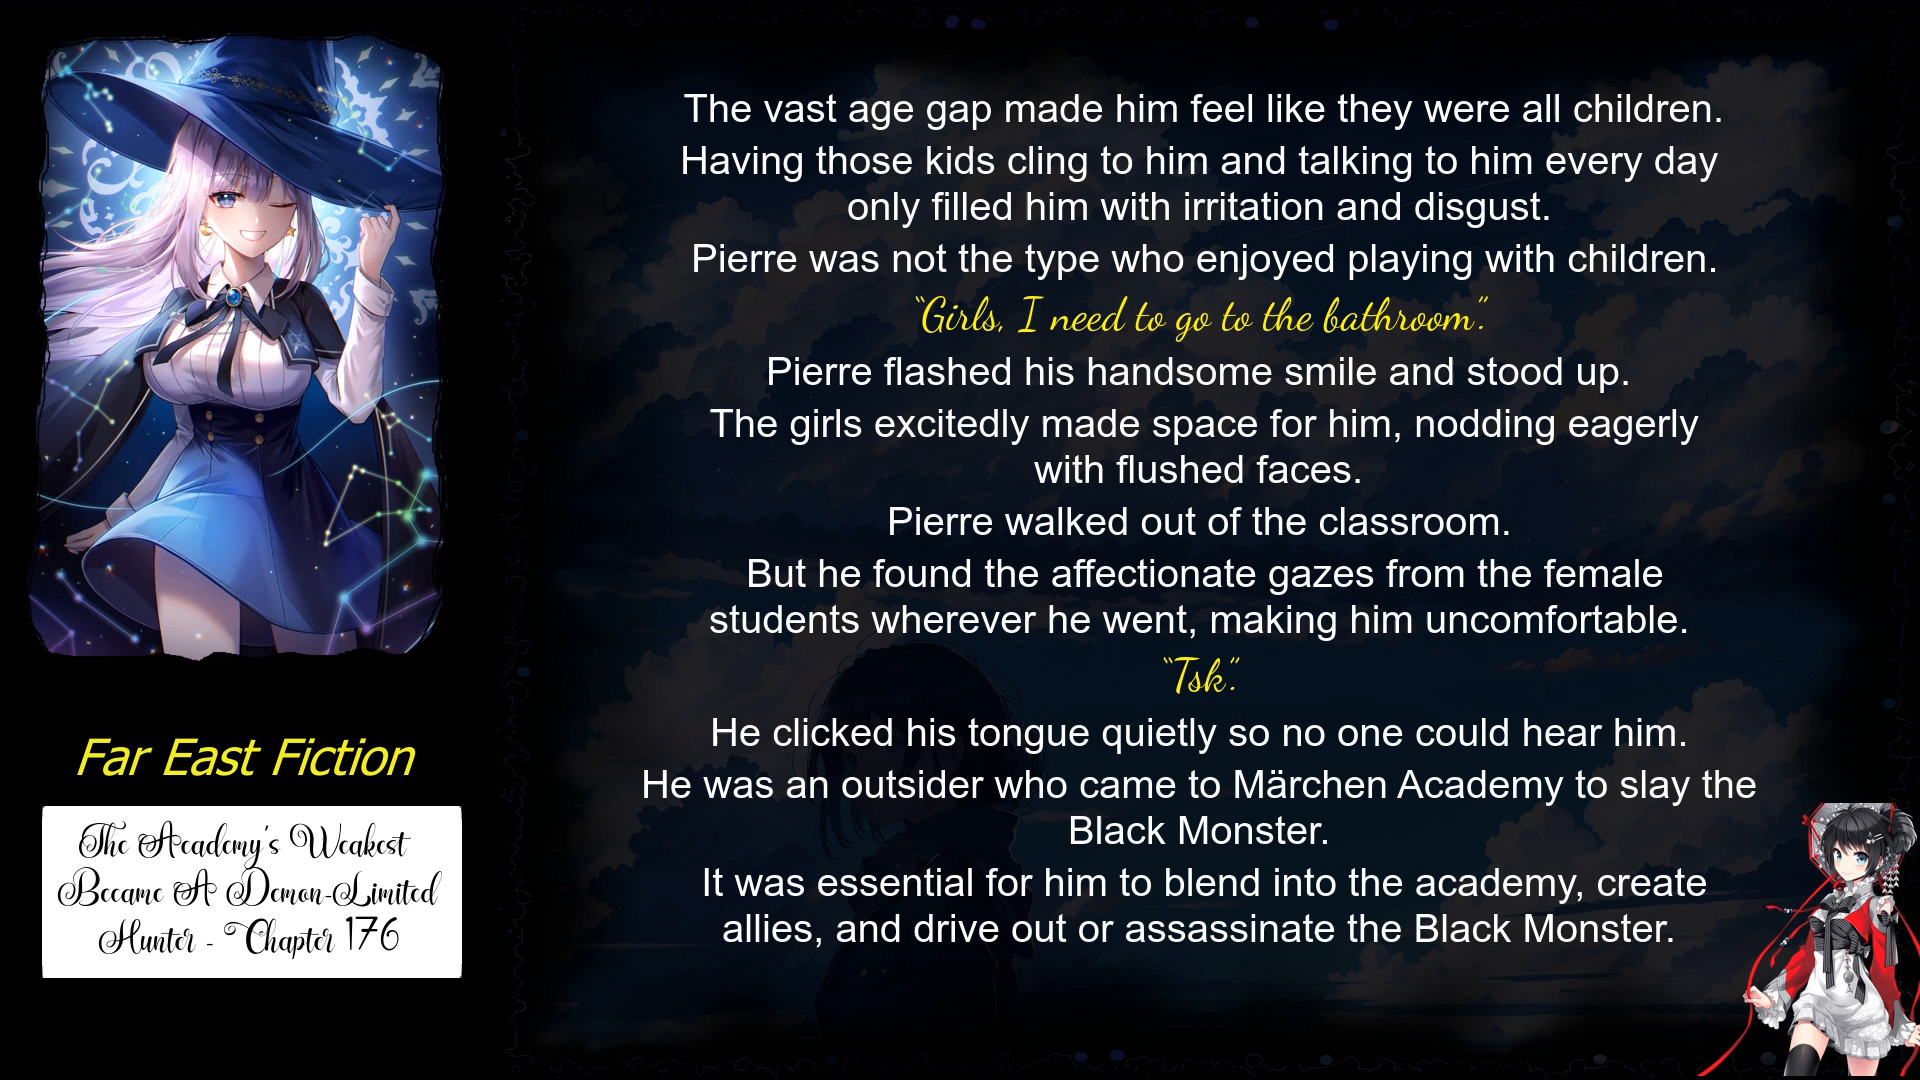 The vast age gap made him feel like they were all children.
Having those kids cling to him and talking to him every day
only filled him with irritation and disgust.
Pierre was not the type who enjoyed playing with children.
“Girls, I need to go to the bathroom”.
Pierre flashed his handsome smile and stood up.
The girls excitedly made space for him, nodding eagerly
with flushed faces.
Pierre walked out of the classroom.
But he found the affectionate gazes from the female
students wherever he went, making him uncomfortable.
“Tsk”.
He clicked his tongue quietly so no one could hear him.
He was an outsider who came to Märchen Academy to slay the
Black Monster.
It was essential for him to blend into the academy, create
allies, and drive out or assassinate the Black Monster.
Far East Fiction
The Academy's Weakest
Became A Demon-Limited
Hunter - Chapter 176